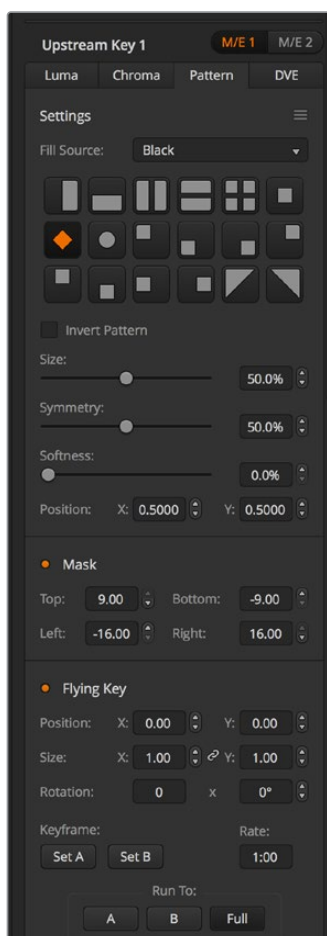 Upstream Key 1 M/E 1 M/E 2
Luma Chroma Pattern DVE
Settings
Fill Source: Black
Invert Pattern
Size:
50.0%
Symmetry:
50.0%
Softness:
0.0%
Position: X: 0.5000 Y: 0.5000
Mask
Top: 9.00 Bottom: -9.00
Left: -16.00 Right: 16.00
Flying Key
Position: X: 0.00 Y: 0.00
Size: X: 1.00 Y: 1.00
Rotation: 0 x 0°
Keyframe: Rate:
Set A Set B 1:00
Run To:
A B Full